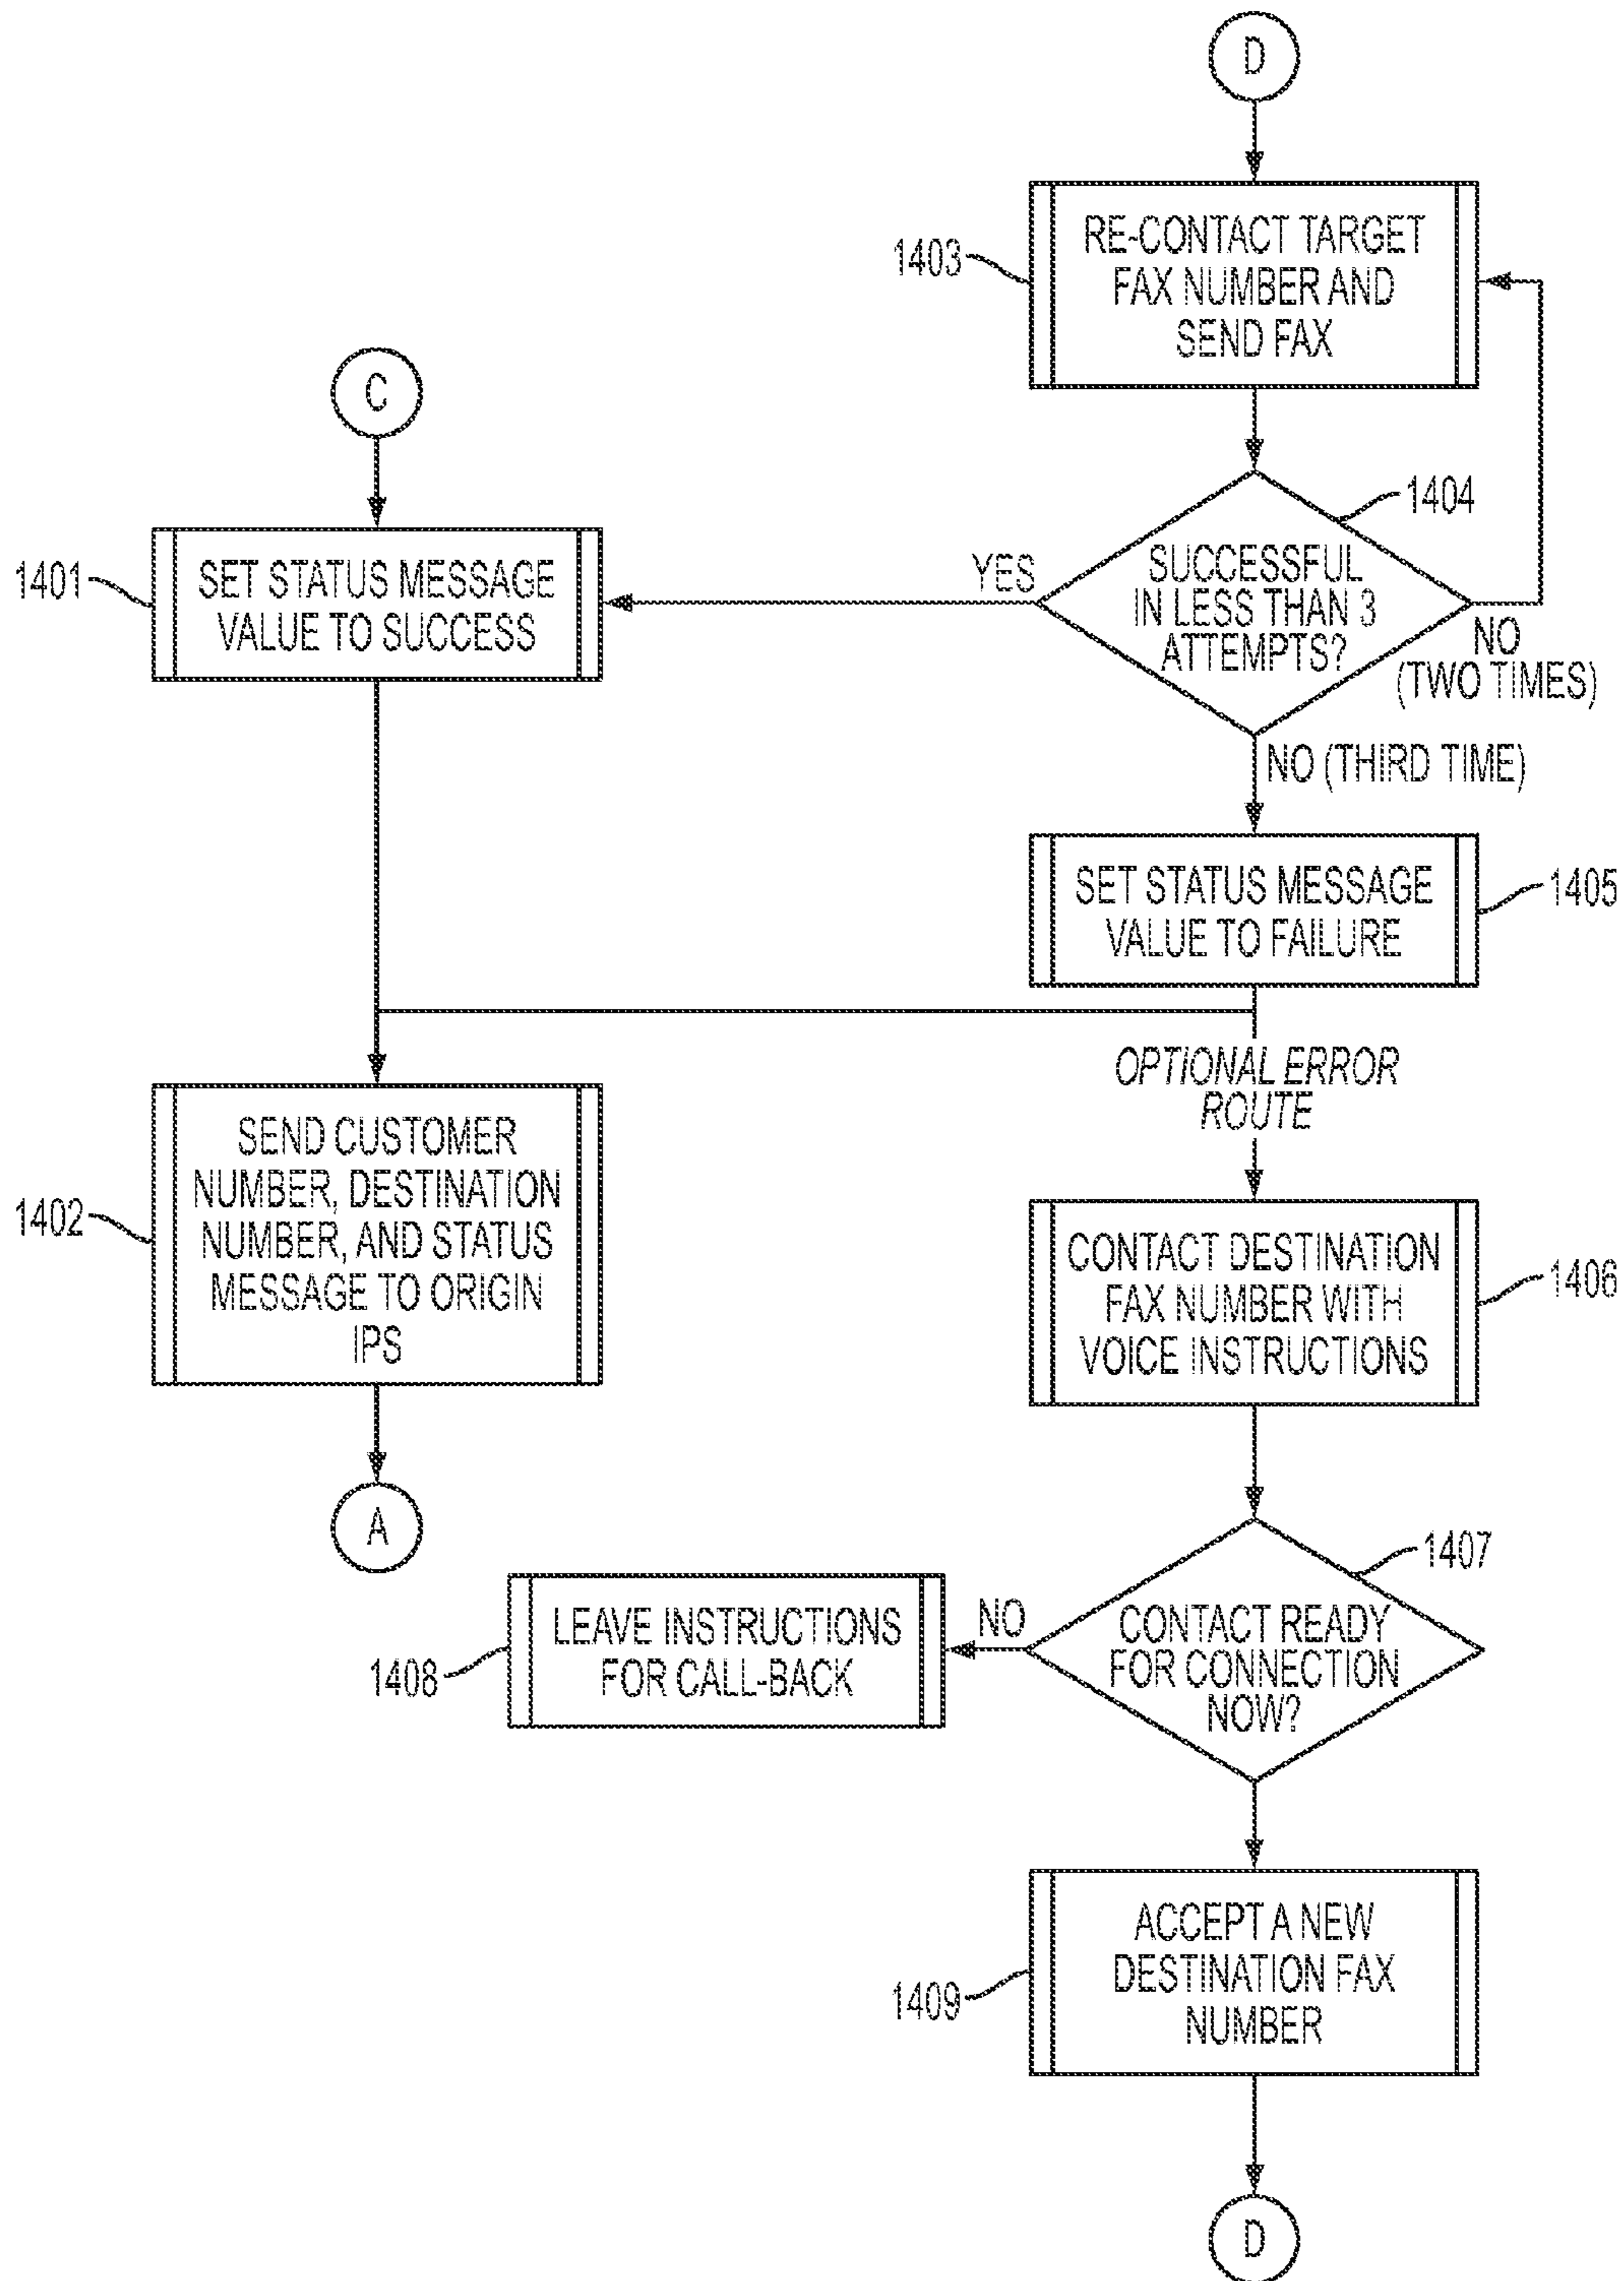 D
1403
RE-CONTACT TARGET
FAX NUMBER AND
SEND FAX
C
1404
1401
SET STATUS MESSAGE
VALUE TO SUCCESS
YES
SUCCESSFUL
IN LESS THAN 3
ATTEMPTS?
NO
(TWO TIMES)
NO (THIRD TIME)
SET STATUS MESSAGE
VALUE TO FAILURE
1405
OPTIONAL ERROR
ROUTE
1402
SEND CUSTOMER
NUMBER, DESTINATION
NUMBER, AND STATUS
MESSAGE TO ORIGIN
IPS
CONTACT DESTINATION
FAX NUMBER WITH
VOICE INSTRUCTIONS
1406
A
1407
1408
LEAVE INSTRUCTIONS
FOR CALL-BACK
NO
CONTACT READY
FOR CONNECTION
NOW?
1409
ACCEPT A NEW
DESTINATION FAX
NUMBER
D